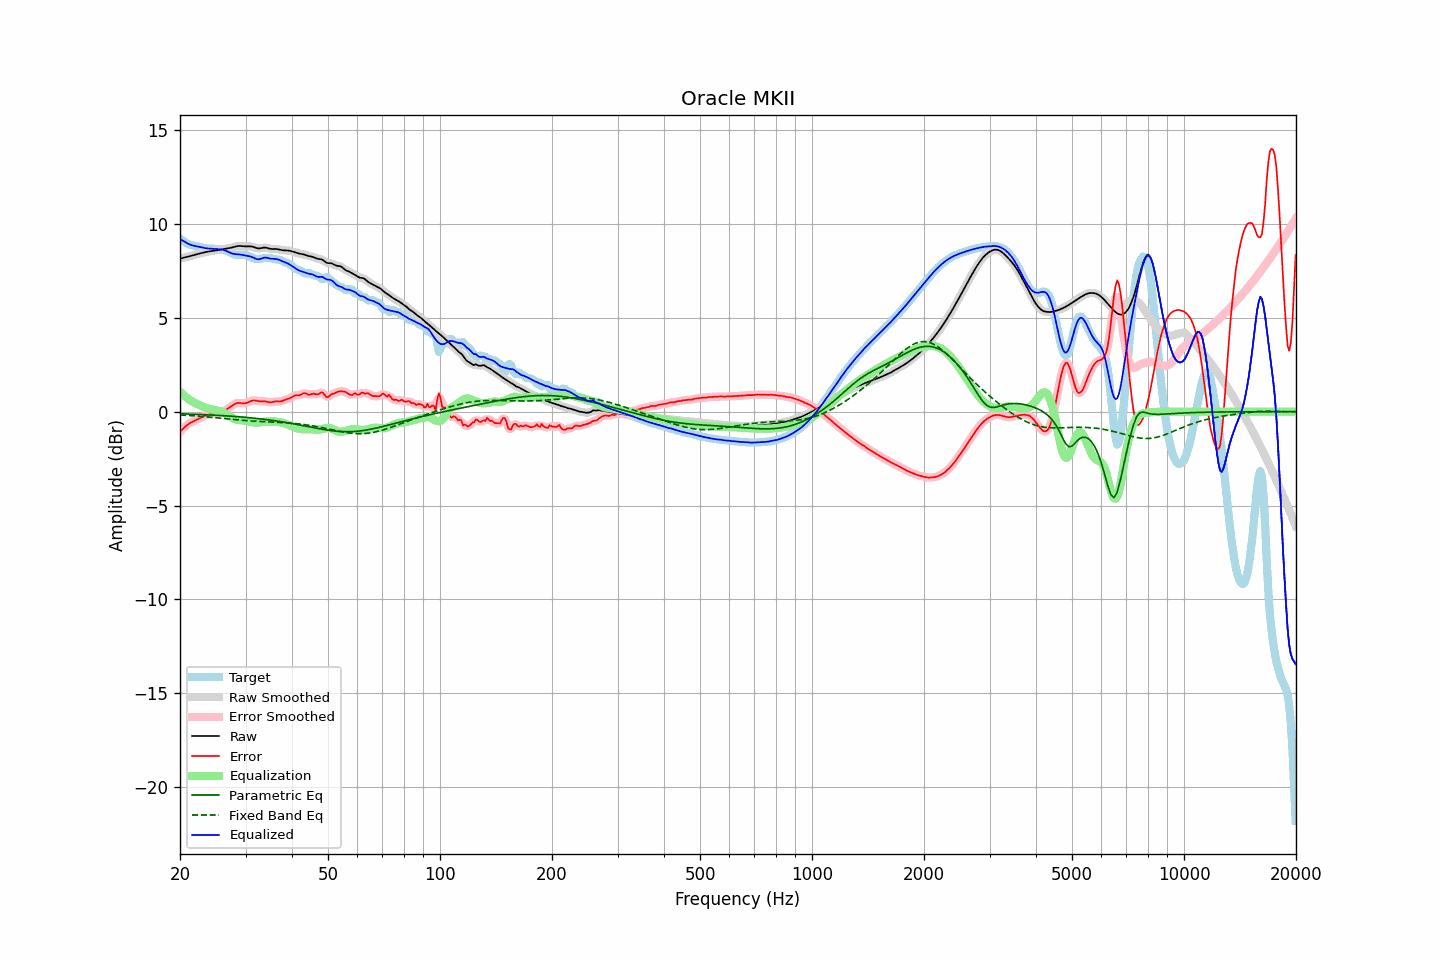 Oracle MKII
15
10
5
0
−5
−10
−15
−20
Amplitude (dBr)
Target
Raw Smoothed
Error Smoothed
Raw
Error
Equalization
Parametric Eq
Fixed Band Eq
Equalized
20 50 100 200 500 1000 2000 5000 10000 20000
Frequency (Hz)